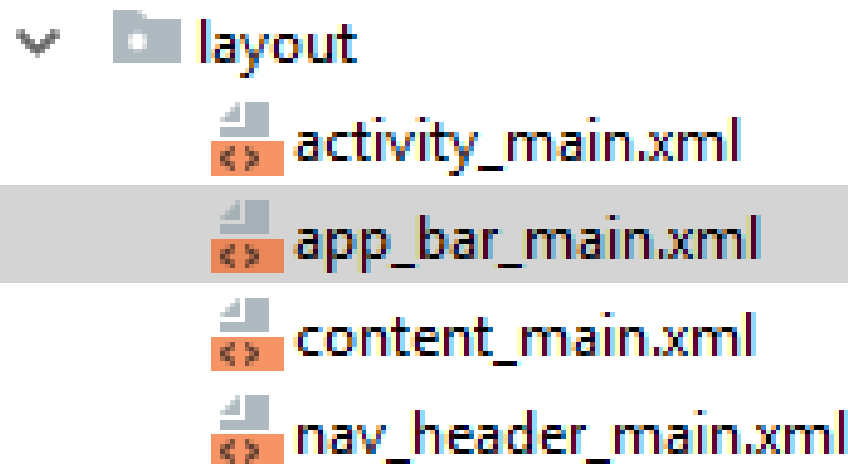 layout
activity_main.xml
app_bar_main.xml
content_main.xml
nav_header_main.xml